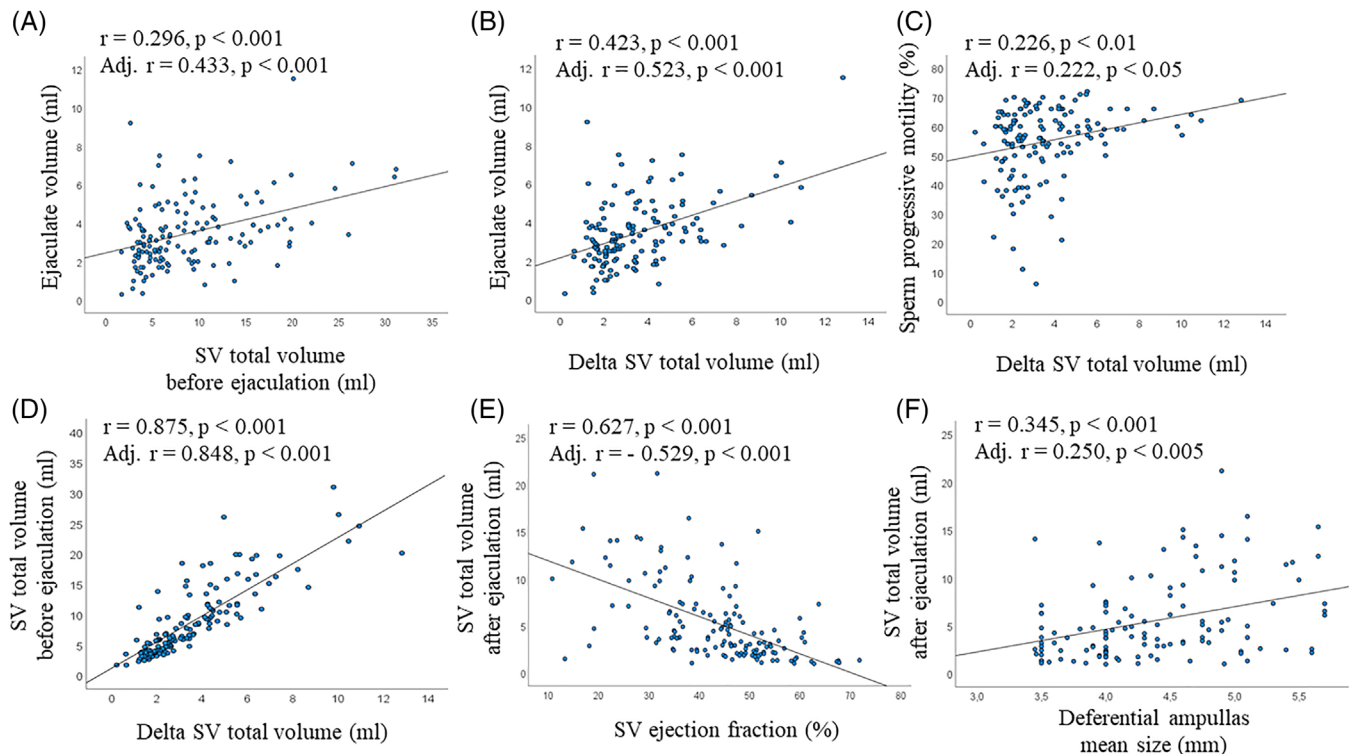 (A)
r = 0.296, p < 0.001
Adj. r = 0.433, p < 0.001
Ejaculate volume (ml)
12
10
8
6
4
2
0
0 5 10 15 20 25 30 35
SV total volume
before ejaculation (ml)
(B)
r = 0.423, p < 0.001
Adj. r = 0.523, p < 0.001
Ejaculate volume (ml)
12
10
8
6
4
2
0
0 2 4 6 8 10 12 14
Delta SV total volume (ml)
(C)
r = 0.226, p < 0.01
Adj. r = 0.222, p < 0.05
Sperm progressive motility (%)
80
70
60
50
40
30
20
10
0
0 2 4 6 8 10 12 14
Delta SV total volume (ml)
(D)
r = 0.875, p < 0.001
Adj. r = 0.848, p < 0.001
SV total volume
before ejaculation (ml)
40
35
30
25
20
15
10
5
0
0 2 4 6 8 10 12 14
Delta SV total volume (ml)
(E)
r = 0.627, p < 0.001
Adj. r = - 0.529, p < 0.001
SV total volume
after ejaculation (ml)
25
20
15
10
5
0
10 20 30 40 50 60 70 80
SV ejection fraction (%)
(F)
r = 0.345, p < 0.001
Adj. r = 0.250, p < 0.005
SV total volume
after ejaculation (ml)
25
20
15
10
5
0
3,0 3,5 4,0 4,5 5,0 5,5
Deferential ampullas
mean size (mm)